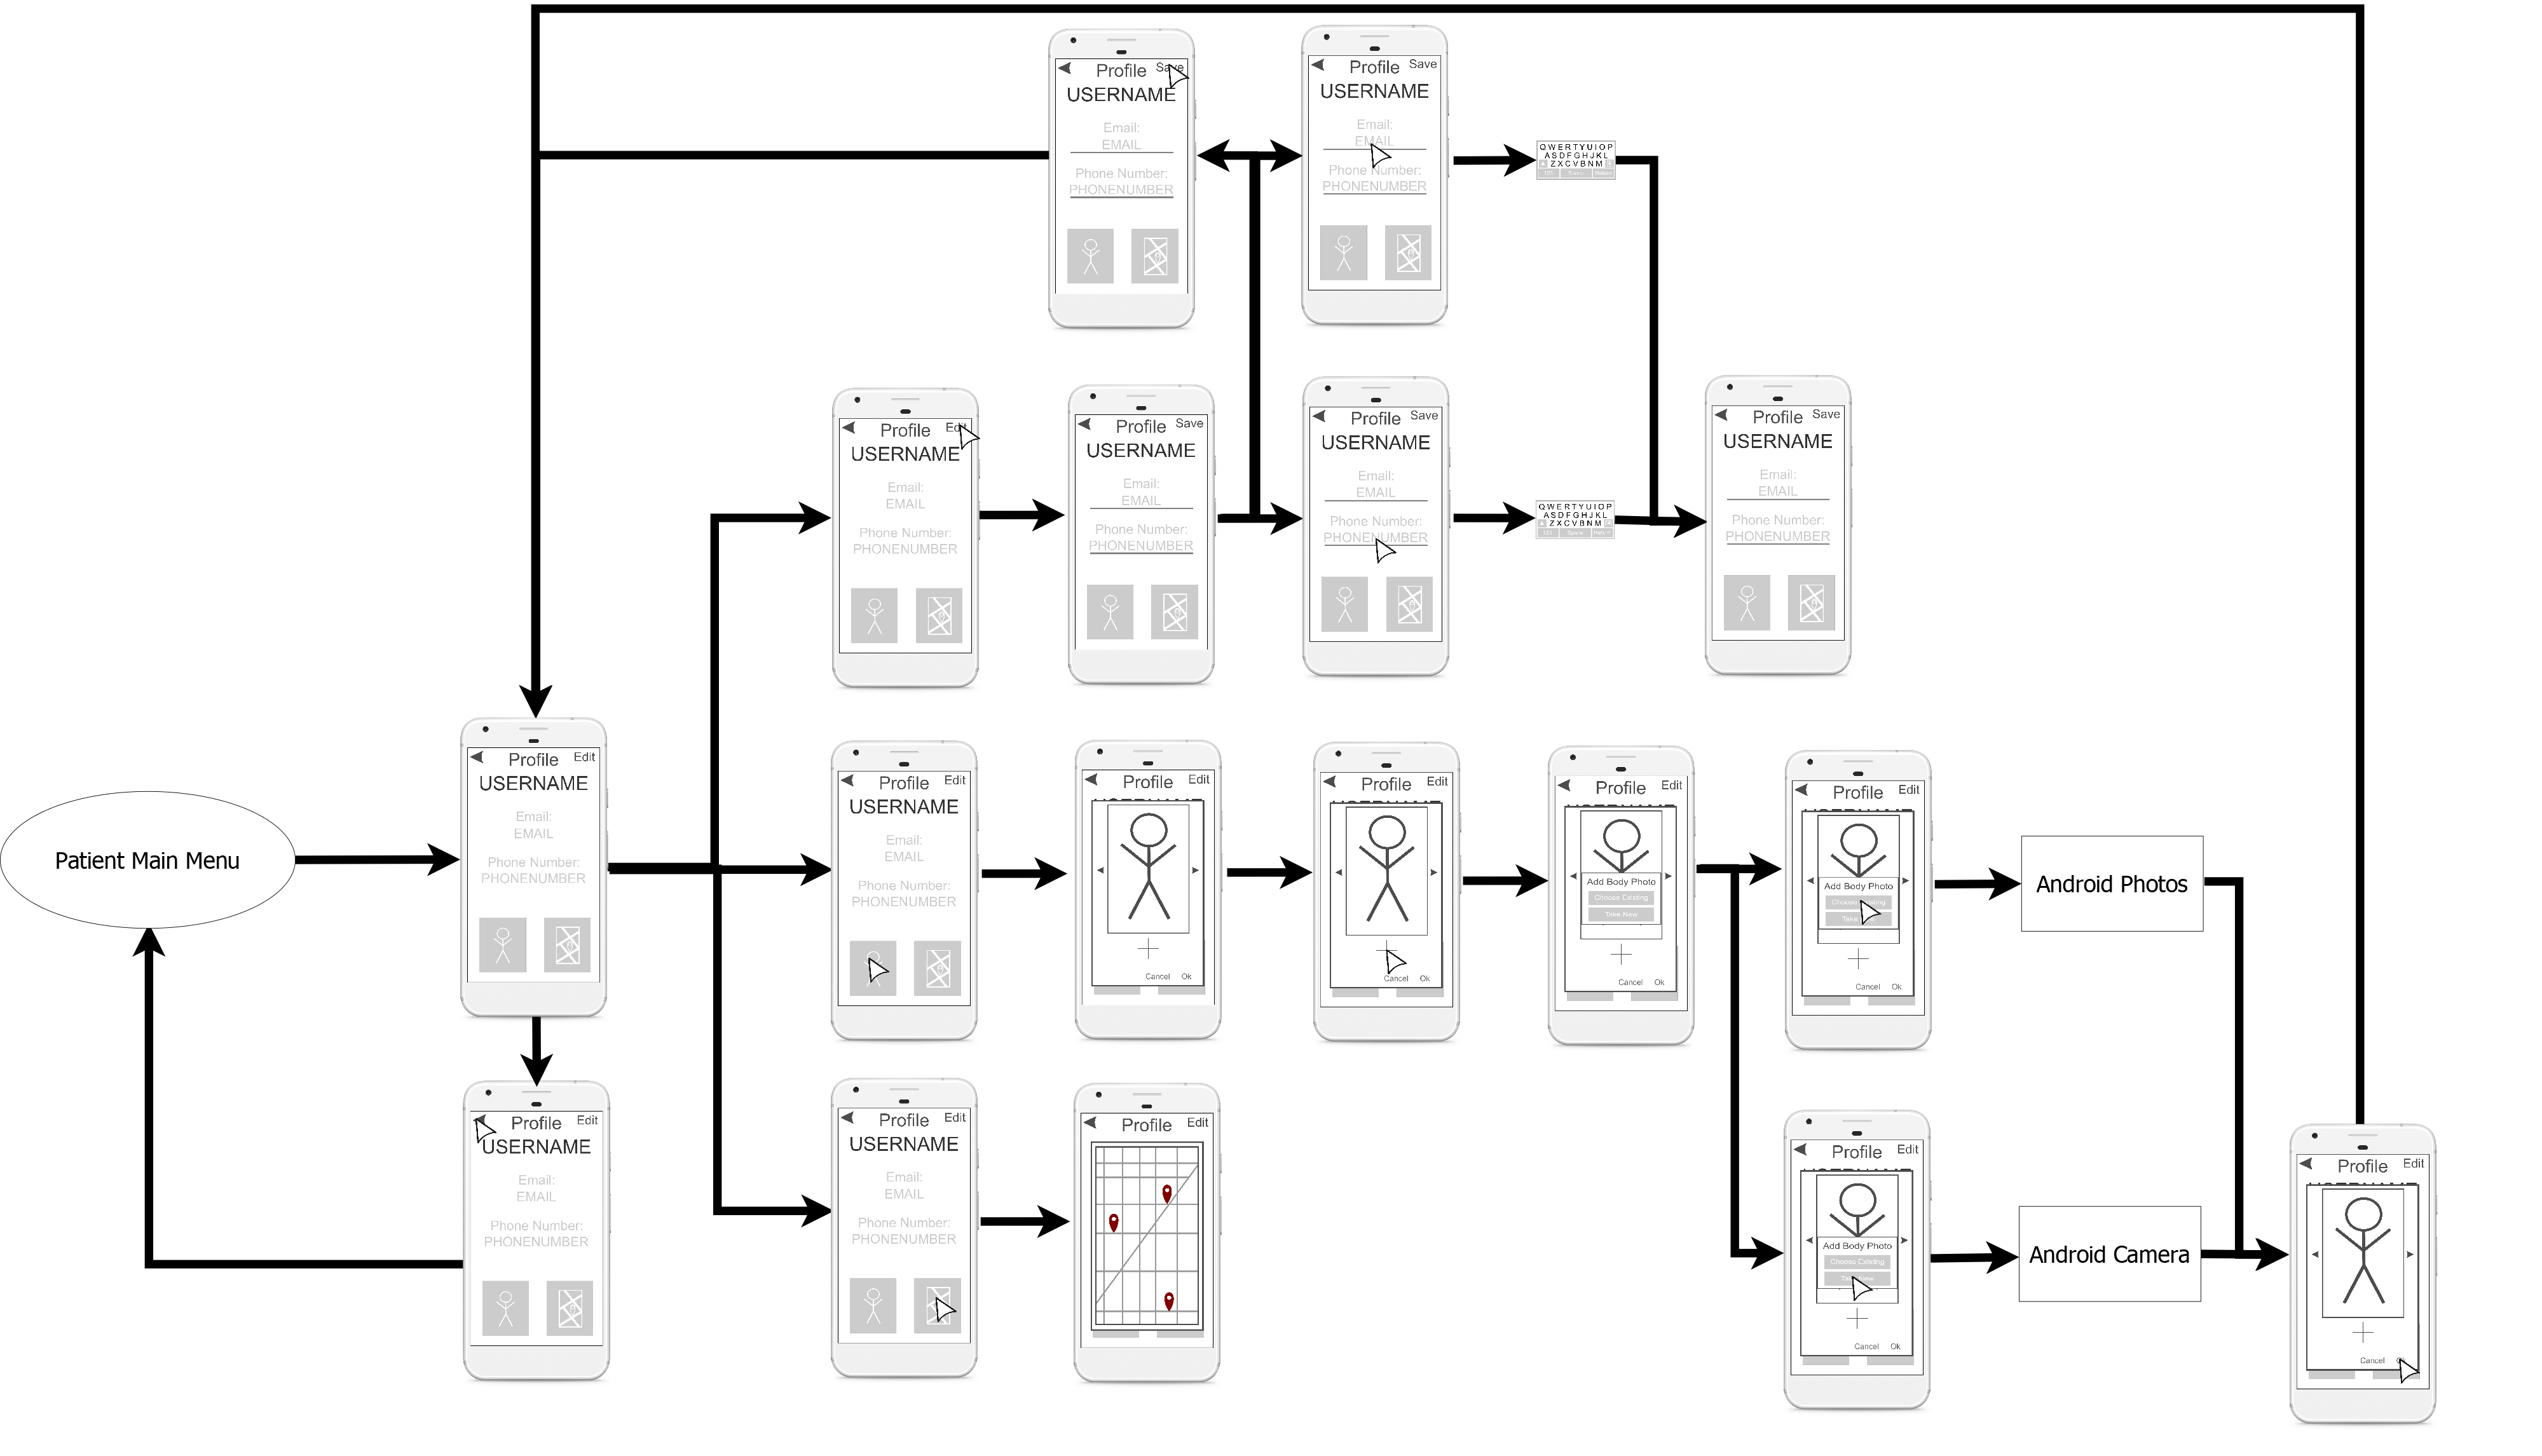 Profile Save
USERNAME
Email:
EMAIL
Phone Number:
PHONENUMBER
Profile Save
USERNAME
Email:
EMAIL
Phone Number:
PHONENUMBER
QWERTYUIOP
ASDFGHJKL
ZXCVBNM
123
Profile Edit
USERNAME
Email:
EMAIL
Phone Number:
PHONENUMBER
Profile Save
USERNAME
Email:
EMAIL
Phone Number:
PHONENUMBER
Profile Save
USERNAME
Email:
EMAIL
Phone Number:
PHONENUMBER
QWERTYUIOP
ASDFGHJKL
ZXCVBNM
123 Space
Profile Save
USERNAME
Email:
EMAIL
Phone Number:
PHONENUMBER
Patient Main Menu
Profile Edit
USERNAME
Email:
EMAIL
Phone Number:
PHONENUMBER
Profile Edit
USERNAME
Email:
EMAIL
Phone Number:
PHONENUMBER
Profile Edit
Cancel Ok
Profile Edit
Cancel Ok
Profile Edit
Add Body Photo
Choose Existing
Take New
Cancel Ok
Profile Edit
Add Body Photo
Choose Existing
Take
Cancel Ok
Android Photos
Profile Edit
USERNAME
Email:
EMAIL
Phone Number:
PHONENUMBER
Profile Edit
USERNAME
Email:
EMAIL
Phone Number:
PHONENUMBER
Profile Edit
Profile Edit
Add Body Photo
Choose Existing
Cancel Ok
Android Camera
Profile Edit
Cancel